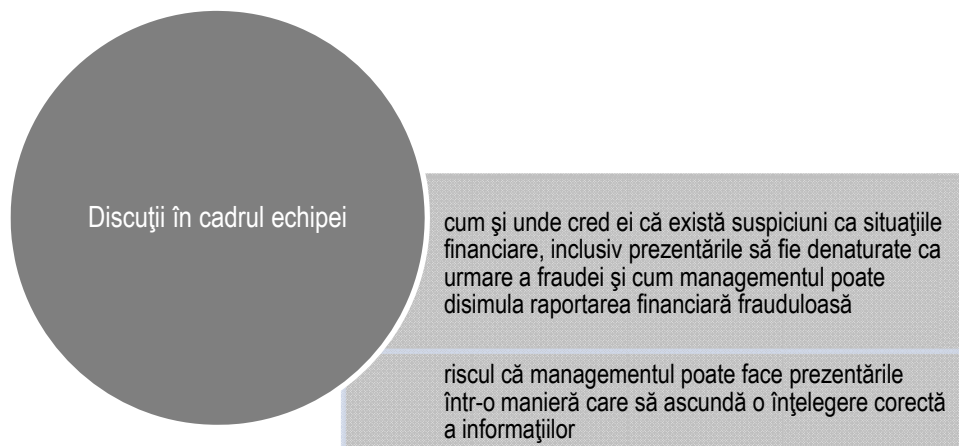 Discuţii în cadrul echipei
cum şi unde cred ei că există suspiciuni ca situaţiile
financiare, inclusiv prezentările să fie denaturate ca
urmare a fraudei şi cum managementul poate
disimula raportarea financiară frauduloasă
riscul că managementul poate face prezentările
într-o manieră care să ascundă o înţelegere corectă
a informaţiilor